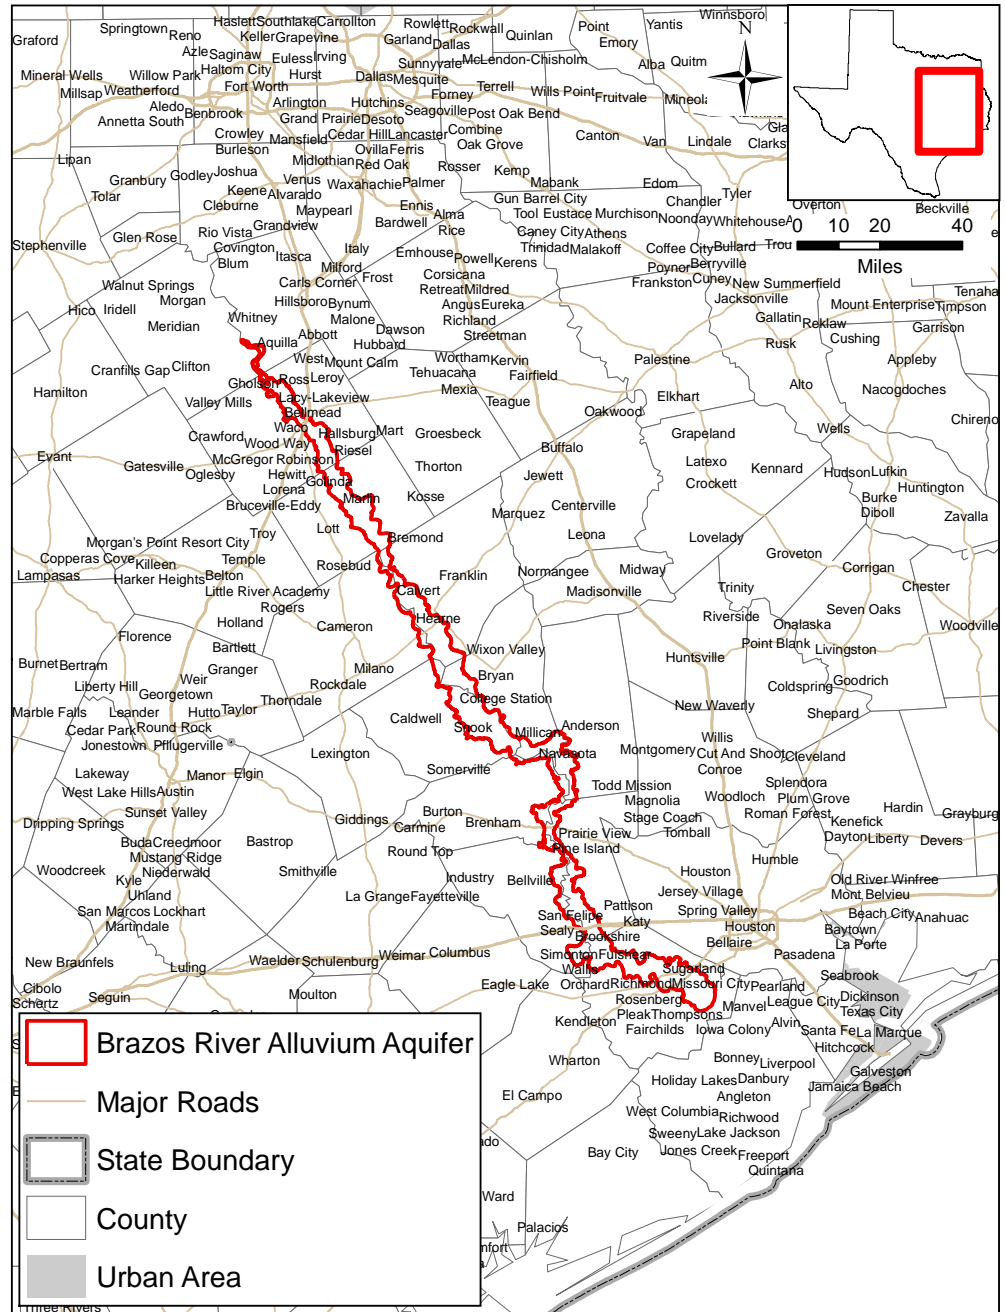 Winnsboro
Springtown
Haslet
Southlake
Carrollton
Rowlett
Rockwall
Point
Yantis
Graford
Reno
Keller
Grapevine
Garland
Dallas
Quinlan
Emory
N
Azle
Saginaw
Euless
Irving
Sunnyvale
McLendon-Chisholm
Alba
Quitm
Mineral Wells
Willow Park
Haltom City
Hurst
Dallas
Mesquite
Millsap
Weatherford
Fort Worth
Forney
Terrell
Wills Point
Fruitvale
Mineola
Aledo
Benbrook
Arlington
Hutchins
Seagoville
Post Oak Bend
Annetta South
Grand Prairie
Desoto
Crowley
Mansfield
Cedar Hill
Lancaster
Combine
Canton
Van
Lindale
Gla
Clarks
Burleson
Ovilla
Ferris
Oak Grove
Lipan
Midlothian
Red Oak
Rosser
Kemp
Granbury
Godley
Joshua
Venus
Waxahachie
Palmer
Mabank
Edom
Tyler
Tolar
Keene
Alvarado
Gun Barrel City
Chandler
Overton
Beckville
Cleburne
Maypearl
Ennis
Alma
Tool
Eustace
Murchison
Noonday
Whitehouse
Grandview
Bardwell
Rice
Caney City
Athens
Stephenville
Glen Rose
Rio Vista
Covington
Italy
Emhouse
Powell
Kerens
Trinidad
Malakoff
Coffee City
Bullard
Trou
0
10
20
40
Miles
e
Blum
Itasca
Milford
Corsicana
Poynor
Berryville
Walnut Springs
Carls Corner
Frost
Retreat
Mildred
Frankston
Cuney
New Summerfield
Tenaha
Morgan
Hillsboro
Bynum
Angus
Eureka
Jacksonville
Mount Enterprise
Timpson
Hico
Iridell
Whitney
Malone
Dawson
Richland
Gallatin
Reklaw
Garrison
Meridian
Abbott
Hubbard
Streetman
Rusk
Cushing
Aquilla
West
Mount Calm
Wortham
Kervin
Palestine
Appleby
Cranfills Gap
Clifton
Gholson
Ross
Leroy
Tehuacana
Fairfield
Alto
Nacogdoches
Hamilton
Valley Mills
Lacy-Lakeview
Mexia
Teague
Elkhart
Bellmead
Oakwood
Chireno
Waco
Hallsburg
Mart
Groesbeck
Grapeland
Wells
Crawford
Wood Way
Riesel
Buffalo
Evant
Gatesville
McGregor
Robinson
Thorton
Jewett
Latexo
Kennard
Hudson
Lufkin
Oglesby
Hewitt
Golinda
Crockett
Huntington
Lorena
Marlin
Kosse
Marquez
Centerville
Burke
Diboll
Bruceville-Eddy
Lott
Bremond
Leona
Lovelady
Zavalla
Morgan's Point Resort City
Troy
Groveton
Copperas Cove
Killeen
Temple
Rosebud
Franklin
Normangee
Midway
Corrigan
Lampasas
Harker Heights
Belton
Calvert
Madisonville
Trinity
Chester
Little River Academy
Rogers
Hearne
Riverside
Onalaska
Seven Oaks
Holland
Cameron
Woodville
Florence
Bartlett
Wixon Valley
Huntsville
Point Blank
Livingston
Burnet
Bertram
Granger
Milano
Bryan
Liberty Hill
Weir
Rockdale
Coldspring
Goodrich
Georgetown
Thorndale
College Station
New Waverly
Marble Falls
Leander
Hutto
Taylor
Caldwell
Snook
Millican
Anderson
Shepard
Cedar Park
Round Rock
Jonestown
Pflugerville
Lexington
Navasota
Montgomery
Willis
Cut And Shoot
Cleveland
Lakeway
Manor
Elgin
Somerville
Todd Mission
Conroe
Splendora
West Lake Hills
Austin
Magnolia
Woodloch
Plum Grove
Sunset Valley
Burton
Stage Coach
Roman Forest
Kenefick
Hardin
Grayburg
Dripping Springs
Giddings
Carmine
Brenham
Prairie View
Tomball
Dayton
Liberty
Devers
Buda
Creedmoor
Bastrop
Pine Island
Mustang Ridge
Round Top
Humble
Woodcreek
Niederwald
Smithville
Industry
Bellville
Houston
Old River Winfree
Kyle
Uhland
La Grange
Fayetteville
Jersey Village
Mont Belvieu
San Marcos
Lockhart
Pattison
Spring Valley
Beach City
Anahuac
Martindale
San Felipe
Katy
Houston
Baytown
Sealy
Brookshire
Bellaire
La Porte
New Braunfels
Luling
Waelder
Schulenburg
Weimar
Columbus
Simonton
Fulshear
Pasadena
Wallis
Sugarland
Seabrook
Cibolo
Schertz
Seguin
Moulton
Eagle Lake
Orchard
Richmond
Missouri City
Pearland
Dickinson
Rosenberg
Manvel
League City
Texas City
Kendleton
Pleak
Thompsons
Alvin
Fairchilds
Iowa Colony
Santa Fe
La Marque
Hitchcock
Wharton
Bonney
Liverpool
Galveston
Holiday Lakes
Danbury
Jamaica Beach
El Campo
Angleton
West Columbia
Richwood
Sweeny
Lake Jackson
ado
Bay City
Jones Creek
Freeport
Quintana
Ward
Palacios
mfort
Brazos River Alluvium Aquifer
Major Roads
State Boundary
County
Urban Area
Three Rivers